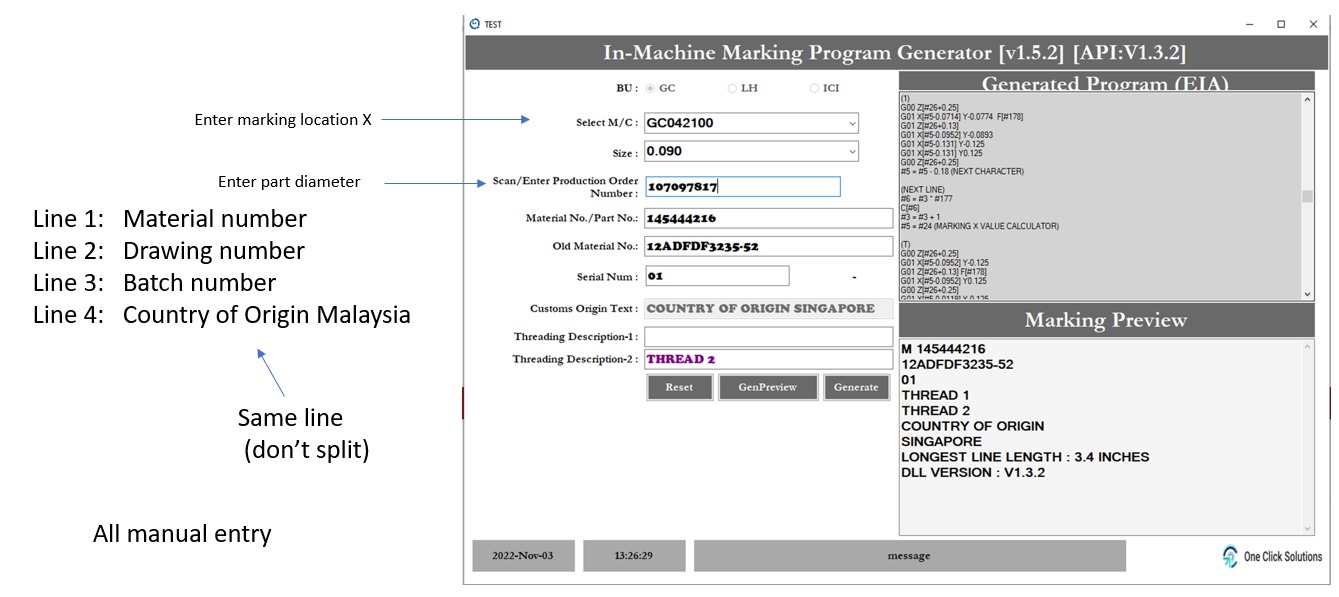 Enter marking location X
Enter part diameter
Line 1: Material number
Line 2: Drawing number
Line 3: Batch number
Line 4: Country of Origin Malaysia
Same line
(don't split)
All manual entry
TEST
In-Machine Marking Program Generator [v1.5.2] [API:V1.3.2]
BU : GC LH ICI
Select M/C : GC042100
Size : 0.090
Scan/Enter Production Order
Number : 107097817
Material No./Part No.: 145444216
Old Material No.: 12ADFDF3235-52
Serial Num : 01 -
Customs Origin Text : COUNTRY OF ORIGIN SINGAPORE
Threading Description-1 :
Threading Description-2 : THREAD 2
Reset GenPreview Generate
Generated Program (EIA)
(1)
G00 Z[#26+0.25]
G01 X[#5-0.0714] Y-0.0774 F[#178]
G01 Z[#26+0.13]
G01 X[#5-0.0952] Y-0.0893
G01 X[#5-0.131] Y-0.125
G01 X[#5-0.131] Y0.125
G00 Z[#26+0.25]
#5 = #5 - 0.18 (NEXT CHARACTER)
(NEXT LINE)
#6 = #3 * #177
C[#6]
#3 = #3 + 1
#5 = #24 (MARKING X VALUE CALCULATOR)
(T)
G00 Z[#26+0.25]
G01 X[#5-0.0952] Y-0.125
G01 Z[#26+0.13] F[#178]
G01 X[#5-0.0952] Y0.125
G00 Z[#26+0.25]
G01 X[#5-0.0119] Y0.125
Marking Preview
M 145444216
12ADFDF3235-52
01
THREAD 1
THREAD 2
COUNTRY OF ORIGIN
SINGAPORE
LONGEST LINE LENGTH : 3.4 INCHES
DLL VERSION : V1.3.2
2022-Nov-03 13:26:29 message
One Click Solutions